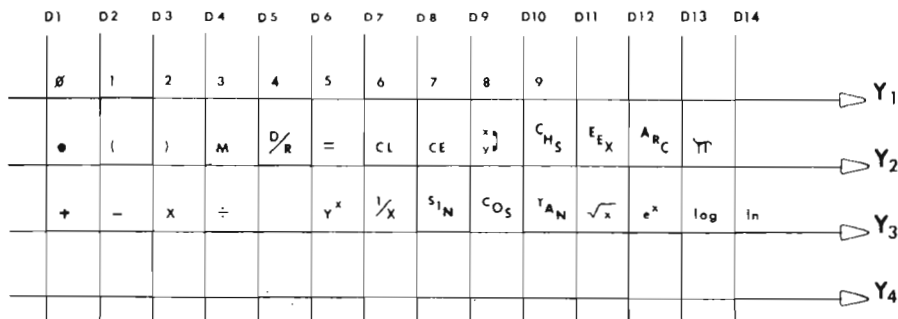 D1 D2 D3 D4 D5 D6 D7 D8 D9 D10 D11 D12 D13 D14
Ø 1 2 3 4 5 6 7 8 9 Y1
• ( ) M D/R = CL CE x y CHS EEX ARC π Y2
+ − X ÷ Y^x 1/X SIN COS TAN √x e^x log ln Y3
Y4